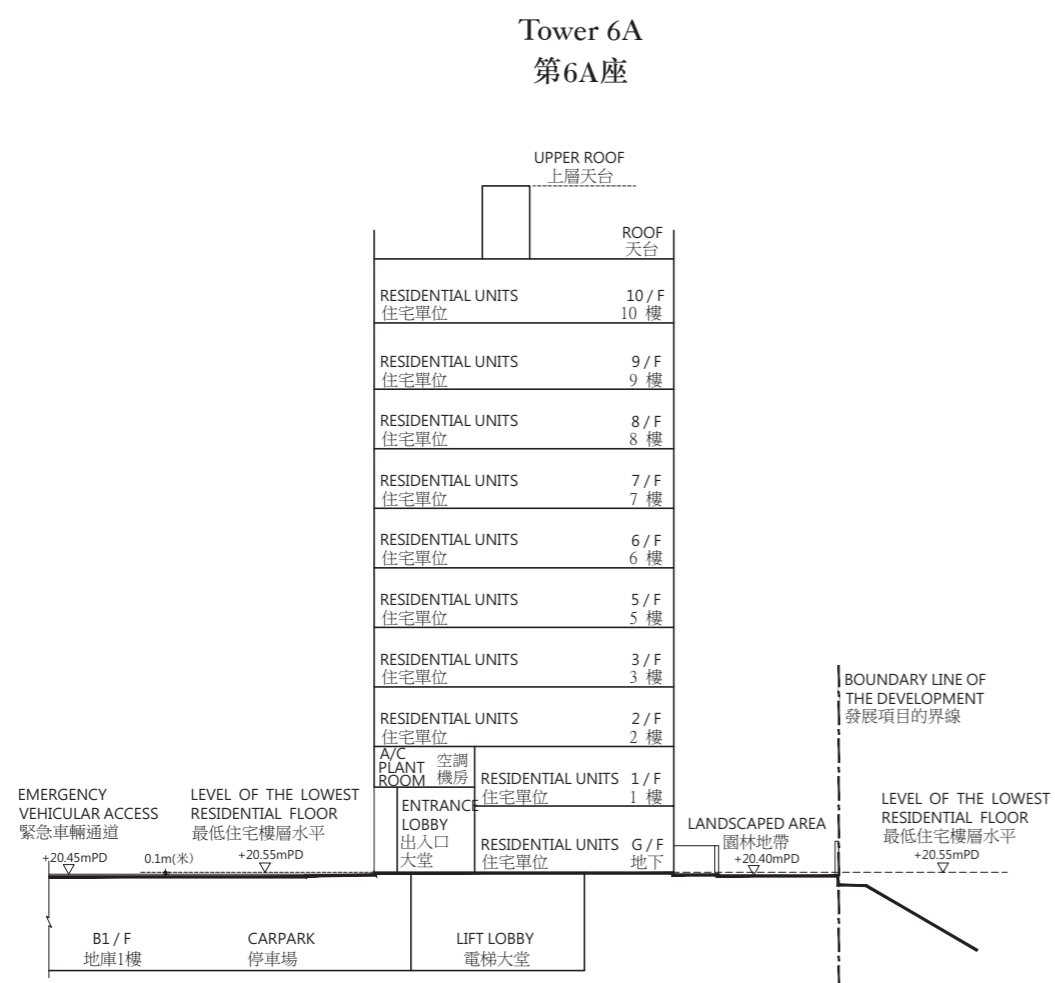 Tower 6A
第6A座
UPPER ROOF
上層天台
ROOF
天台
RESIDENTIAL UNITS 10 / F
住宅單位 10 樓
RESIDENTIAL UNITS 9 / F
住宅單位 9 樓
RESIDENTIAL UNITS 8 / F
住宅單位 8 樓
RESIDENTIAL UNITS 7 / F
住宅單位 7 樓
RESIDENTIAL UNITS 6 / F
住宅單位 6 樓
RESIDENTIAL UNITS 5 / F
住宅單位 5 樓
RESIDENTIAL UNITS 3 / F
住宅單位 3 樓
RESIDENTIAL UNITS 2 / F
住宅單位 2 樓
A/C
PLANT
ROOM
空調
機房
RESIDENTIAL UNITS 1 / F
住宅單位 1 樓
ENTRANCE
LOBBY
出入口
大堂
RESIDENTIAL UNITS G / F
住宅單位 地下
EMERGENCY
VEHICULAR ACCESS
緊急車輛通道
+20.45mPD
0.1m(米)
LEVEL OF THE LOWEST
RESIDENTIAL FLOOR
最低住宅樓層水平
+20.55mPD
LANDSCAPED AREA
園林地帶
+20.40mPD
BOUNDARY LINE OF
THE DEVELOPMENT
發展項目的界線
LEVEL OF THE LOWEST
RESIDENTIAL FLOOR
最低住宅樓層水平
+20.55mPD
B1 / F
地庫1樓
CARPARK
停車場
LIFT LOBBY
電梯大堂